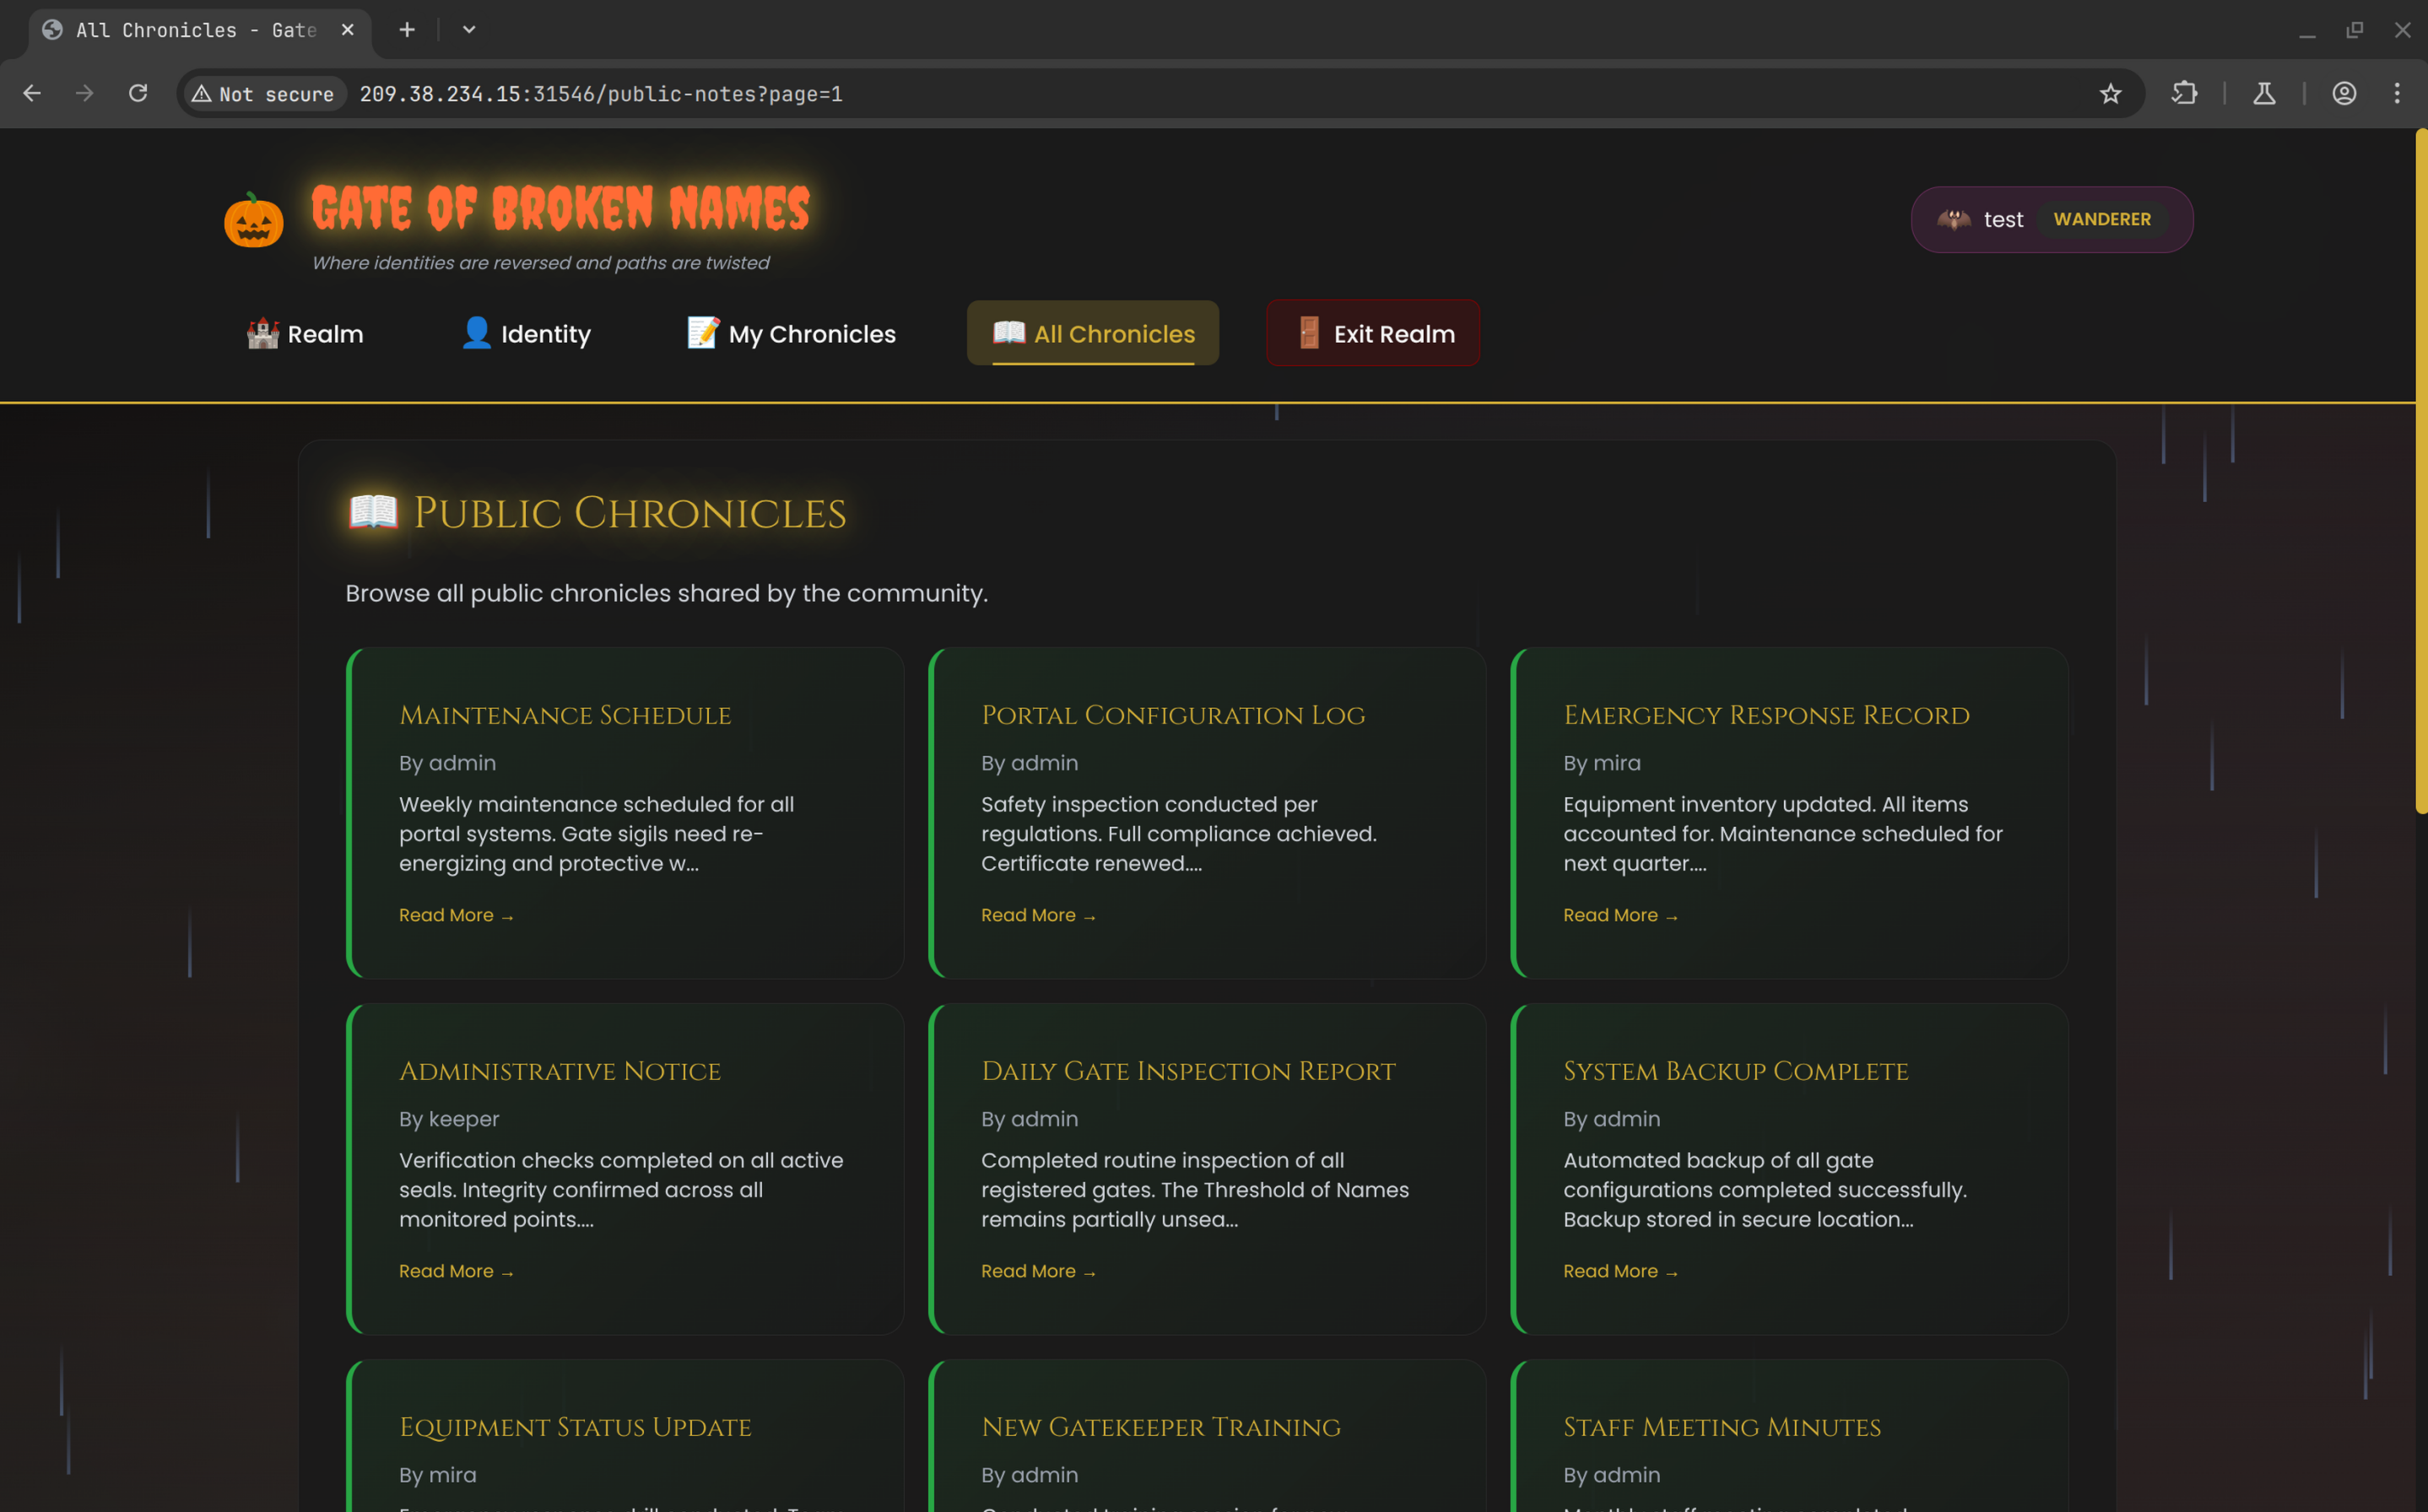 All Chronicles - Gate
Not secure
209.38.234.15:31546/public-notes?page=1
GATE OF BROKEN NAMES
Where identities are reversed and paths are twisted
test WANDERER
Realm
Identity
My Chronicles
All Chronicles
Exit Realm
Public Chronicles
Browse all public chronicles shared by the community.
Maintenance Schedule
By admin
Weekly maintenance scheduled for all
portal systems. Gate sigils need re-
energizing and protective w...
Read More →
Portal Configuration Log
By admin
Safety inspection conducted per
regulations. Full compliance achieved.
Certificate renewed....
Read More →
Emergency Response Record
By mira
Equipment inventory updated. All items
accounted for. Maintenance scheduled for
next quarter....
Read More →
Administrative Notice
By keeper
Verification checks completed on all active
seals. Integrity confirmed across all
monitored points....
Read More →
Daily Gate Inspection Report
By admin
Completed routine inspection of all
registered gates. The Threshold of Names
remains partially unsea...
Read More →
System Backup Complete
By admin
Automated backup of all gate
configurations completed successfully.
Backup stored in secure location...
Read More →
Equipment Status Update
By mira
New Gatekeeper Training
By admin
Staff Meeting Minutes
By admin